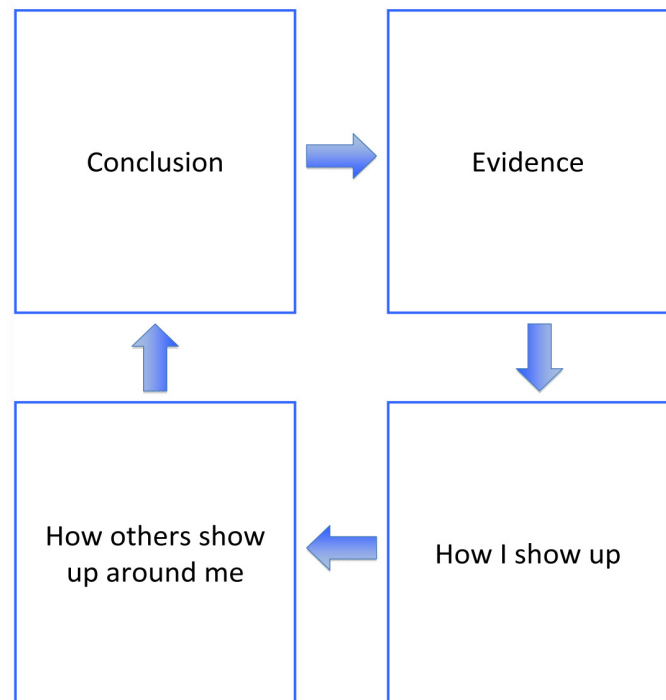 Conclusion
Evidence
How others show
up around me
How I show up